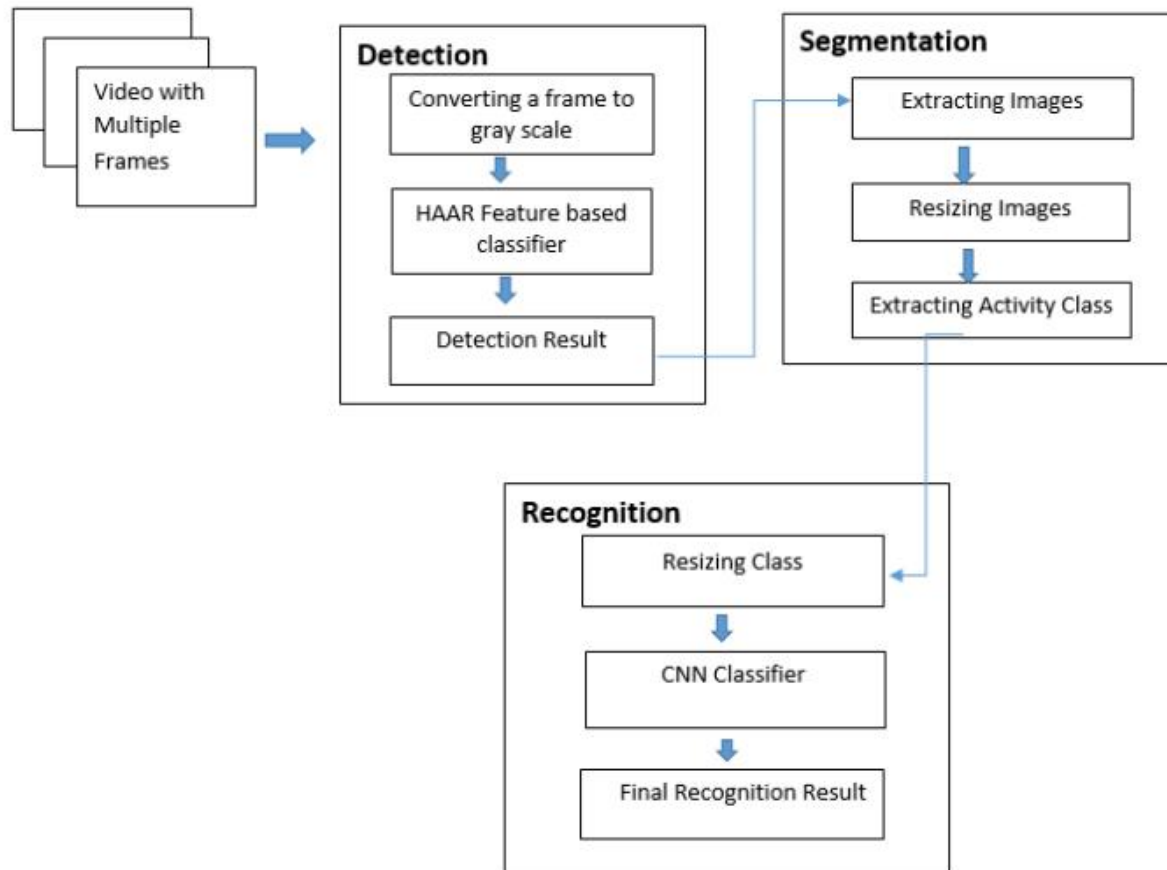 Video with
Multiple
Frames
Detection
Converting a frame to
gray scale
HAAR Feature based
classifier
Detection Result
Segmentation
Extracting Images
Resizing Images
Extracting Activity Class
Recognition
Resizing Class
CNN Classifier
Final Recognition Result